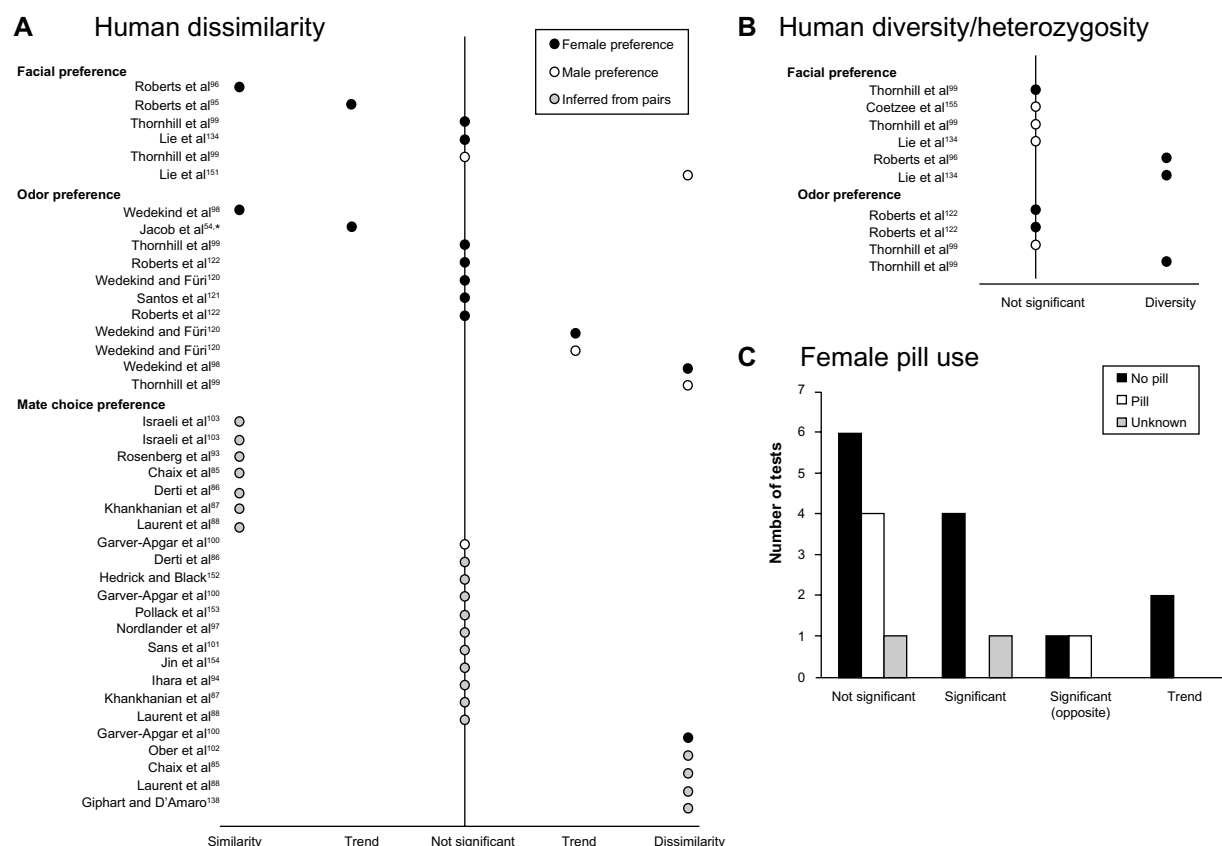 A Human dissimilarity
Female preference
Male preference
Inferred from pairs
Facial preference
Roberts et al96
Roberts et al95
Thornhill et al99
Lie et al134
Thornhill et al99
Lie et al151
Odor preference
Wedekind et al98
Jacob et al54,*
Thornhill et al99
Roberts et al122
Wedekind and Füri120
Santos et al121
Roberts et al122
Wedekind and Füri120
Wedekind and Füri120
Wedekind et al98
Thornhill et al99
Mate choice preference
Israeli et al103
Israeli et al103
Rosenberg et al93
Chaix et al85
Derti et al86
Khankhanian et al87
Laurent et al88
Garver-Apgar et al100
Derti et al86
Hedrick and Black152
Garver-Apgar et al100
Pollack et al153
Nordlander et al97
Sans et al101
Jin et al154
Ihara et al94
Khankhanian et al87
Laurent et al88
Garver-Apgar et al100
Ober et al102
Chaix et al85
Laurent et al88
Giphart and D'Amaro138
Similarity Trend Not significant Trend Dissimilarity
B Human diversity/heterozygosity
Facial preference
Thornhill et al99
Coetzee et al155
Thornhill et al99
Lie et al134
Roberts et al96
Lie et al134
Odor preference
Roberts et al122
Roberts et al122
Thornhill et al99
Thornhill et al99
Not significant Diversity
C Female pill use
No pill
Pill
Unknown
Number of tests
7
6
5
4
3
2
1
0
Not significant Significant Significant Trend
(opposite)